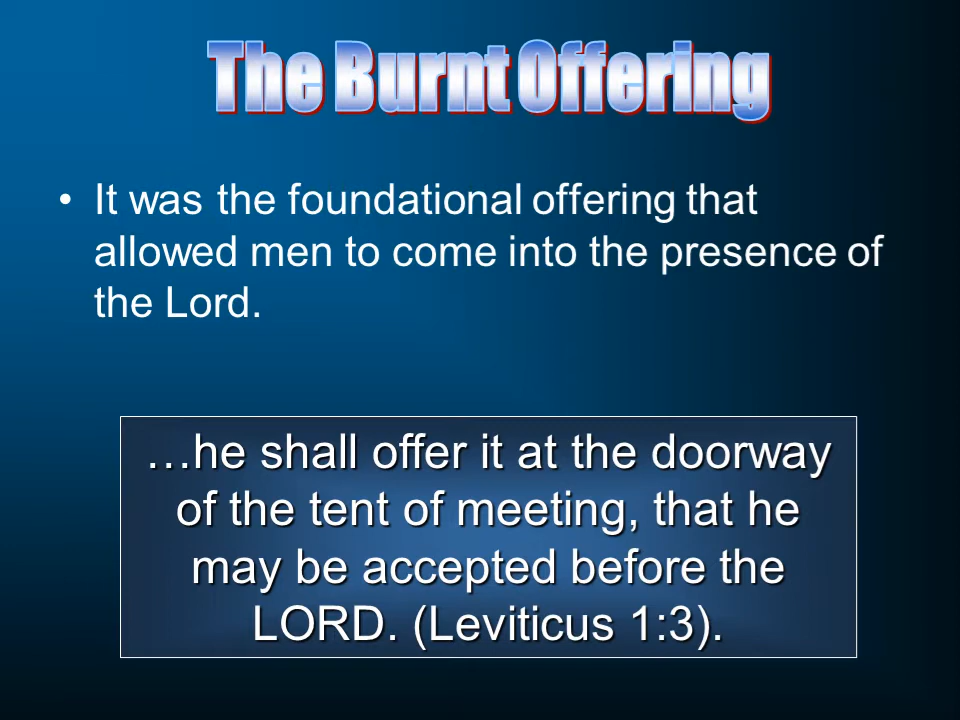 The Burnt Offering
• It was the foundational offering that
allowed men to come into the presence of
the Lord.
…he shall offer it at the doorway
of the tent of meeting, that he
may be accepted before the
LORD. (Leviticus 1:3).